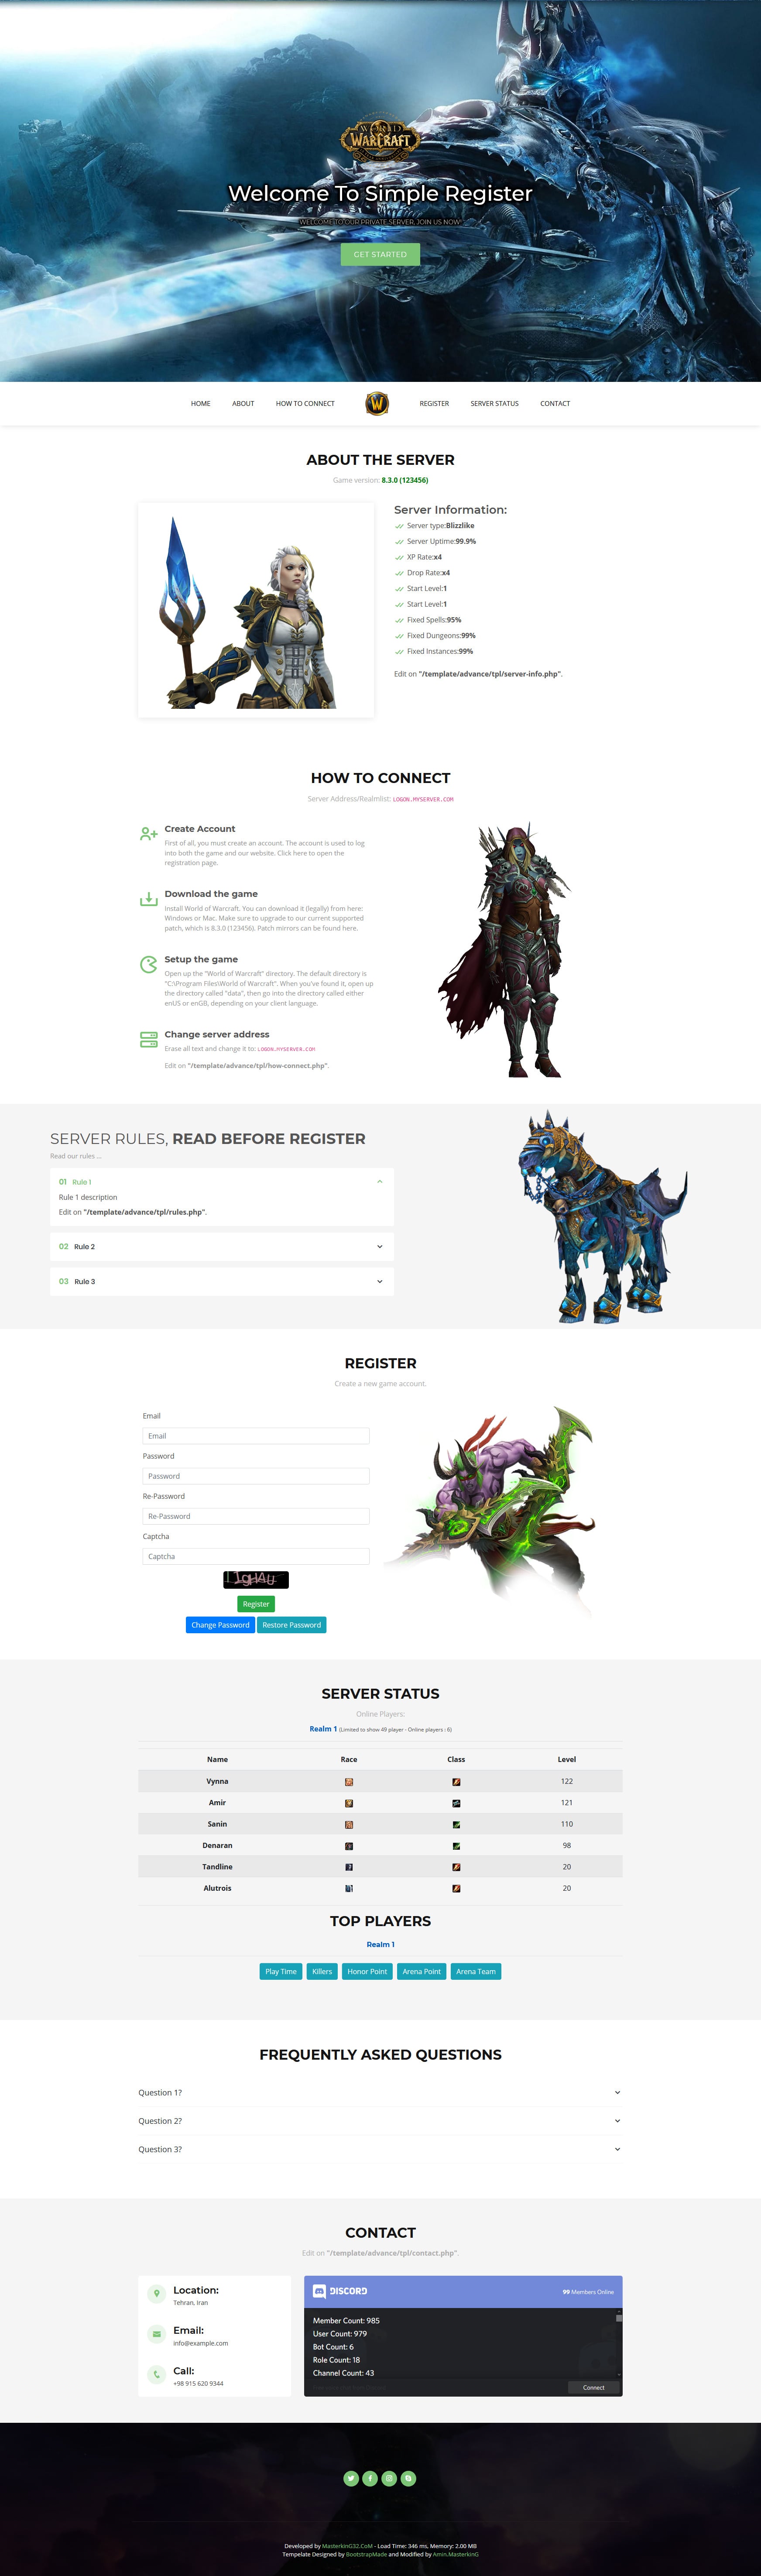 WORLD
WARCRAFT
Welcome To Simple Register
WELCOME TO OUR PRIVATE SERVER, JOIN US NOW!
GET STARTED
HOME ABOUT HOW TO CONNECT W REGISTER SERVER STATUS CONTACT
ABOUT THE SERVER
Game version: 8.3.0 (123456)
Server Information:
Server type:Blizzlike
Server Uptime:99.9%
XP Rate:x4
Drop Rate:x4
Start Level:1
Start Level:1
Fixed Spells:95%
Fixed Dungeons:99%
Fixed Instances:99%
Edit on "/template/advance/tpl/server-info.php".
HOW TO CONNECT
Server Address/Realmlist: LOGON.MYSERVER.COM
Create Account
First of all, you must create an account. The account is used to log
into both the game and our website. Click here to open the
registration page.
Download the game
Install World of Warcraft. You can download it (legally) from here:
Windows or Mac. Make sure to upgrade to our current supported
patch, which is 8.3.0 (123456). Patch mirrors can be found here.
Setup the game
Open up the "World of Warcraft" directory. The default directory is
"C:\Program Files\World of Warcraft". When you've found it, open up
the directory called "data", then go into the directory called either
enUS or enGB, depending on your client language.
Change server address
Erase all text and change it to: LOGON.MYSERVER.COM
Edit on "/template/advance/tpl/how-connect.php".
SERVER RULES, READ BEFORE REGISTER
Read our rules ...
01 Rule 1
Rule 1 description
Edit on "/template/advance/tpl/rules.php".
02 Rule 2
03 Rule 3
REGISTER
Create a new game account.
Email
Email
Password
Password
Re-Password
Re-Password
Captcha
Captcha
Register
Change Password Restore Password
SERVER STATUS
Online Players:
Realm 1 (Limited to show 49 player - Online players : 6)
Name Race Class Level
Vynna 122
Amir 121
Sanin 110
Denaran 98
Tandline 20
Alutrois 20
TOP PLAYERS
Realm 1
Play Time Killers Honor Point Arena Point Arena Team
FREQUENTLY ASKED QUESTIONS
Question 1?
Question 2?
Question 3?
CONTACT
Edit on "/template/advance/tpl/contact.php".
Location:
Tehran, Iran
Email:
info@example.com
Call:
+98 915 620 9344
DISCORD 99 Members Online
Member Count: 985
User Count: 979
Bot Count: 6
Role Count: 18
Channel Count: 43
Connect
Developed by MasterkinG32.CoM - Load Time: 346 ms, Memory: 2.00 MB
Tempelate Designed by BootstrapMade and Modified by Amin.MasterkinG